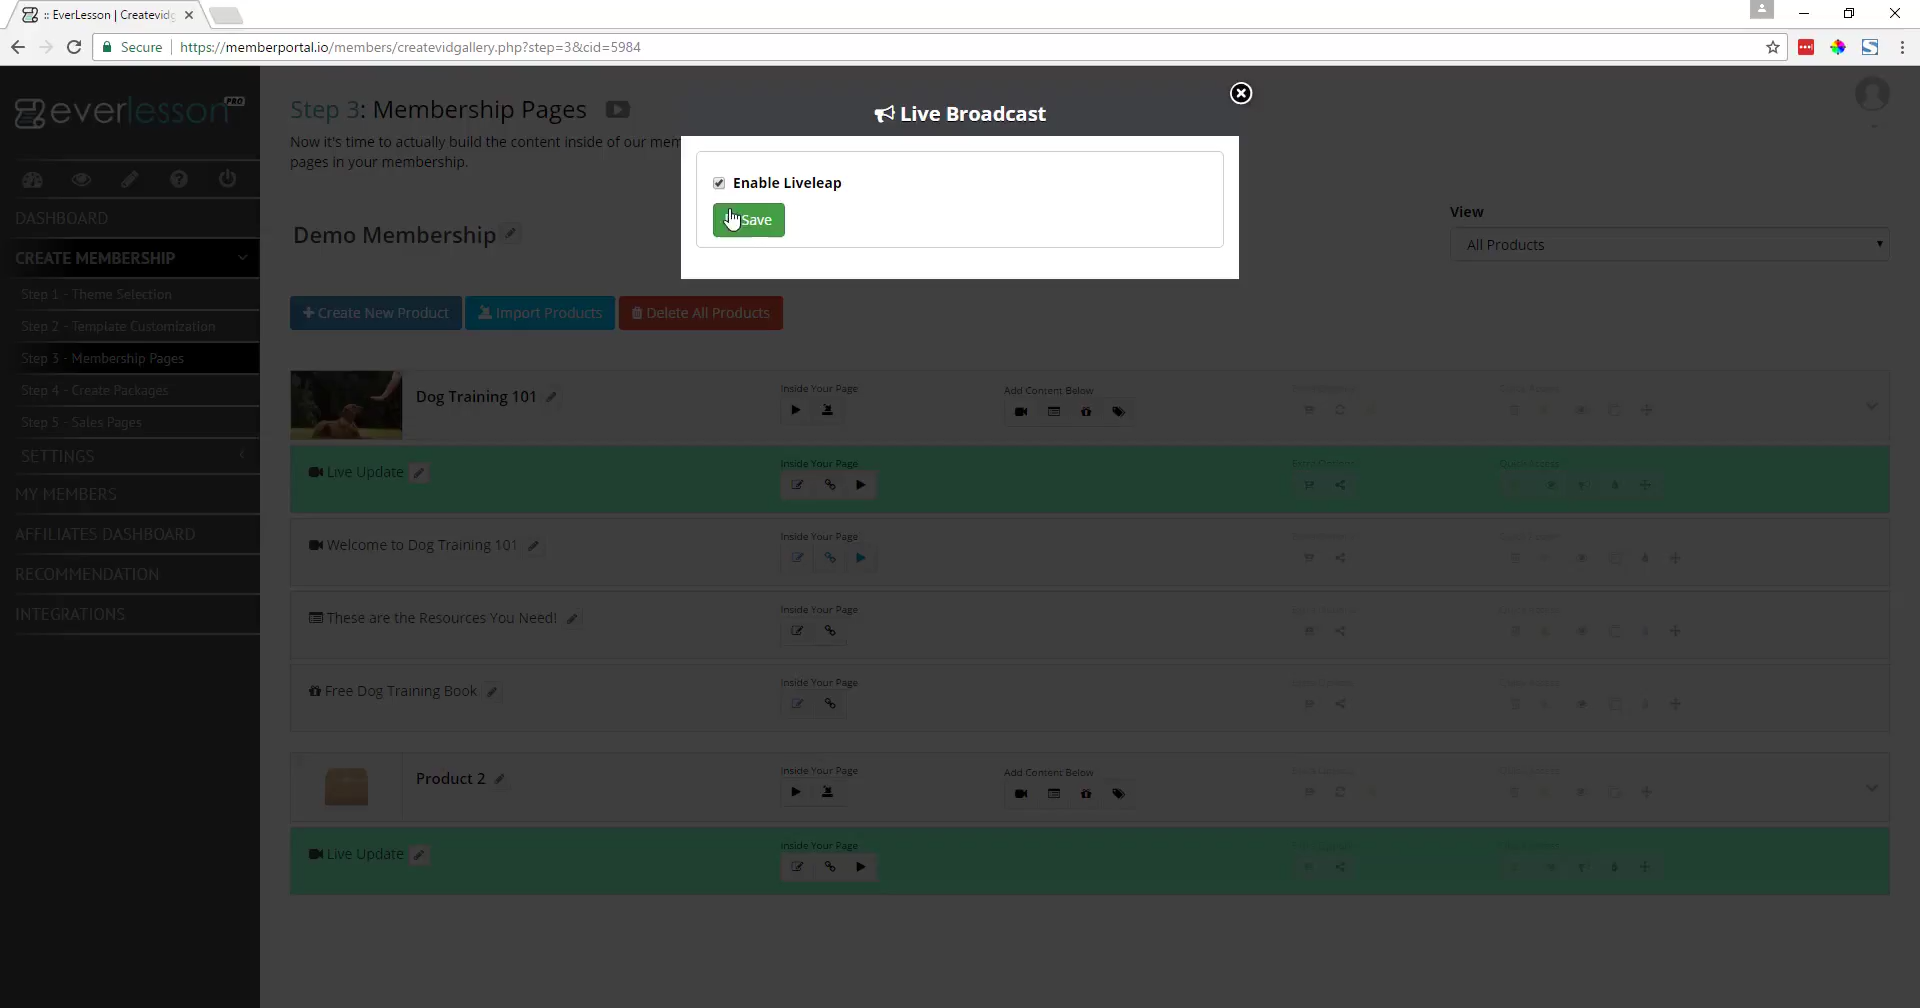 :: EverLesson | Createvidg
Secure https://memberportal.io/members/createvidgallery.php?step=3&cid=5984
everlesson PRO
DASHBOARD
CREATE MEMBERSHIP
Step 1 - Theme Selection
Step 2 - Template Customization
Step 3 - Membership Pages
Step 4 - Create Packages
Step 5 - Sales Pages
SETTINGS
MY MEMBERS
AFFILIATES DASHBOARD
RECOMMENDATION
INTEGRATIONS
Step 3: Membership Pages
Now it's time to actually build the content inside of our mem
pages in your membership.
Live Broadcast
Enable Liveleap
Save
Demo Membership
View
All Products
Create New Product Import Products Delete All Products
Dog Training 101
Inside Your Page
Add Content Below
Live Update
Inside Your Page
Welcome to Dog Training 101
Inside Your Page
These are the Resources You Need!
Inside Your Page
Free Dog Training Book
Inside Your Page
Product 2
Inside Your Page
Add Content Below
Live Update
Inside Your Page